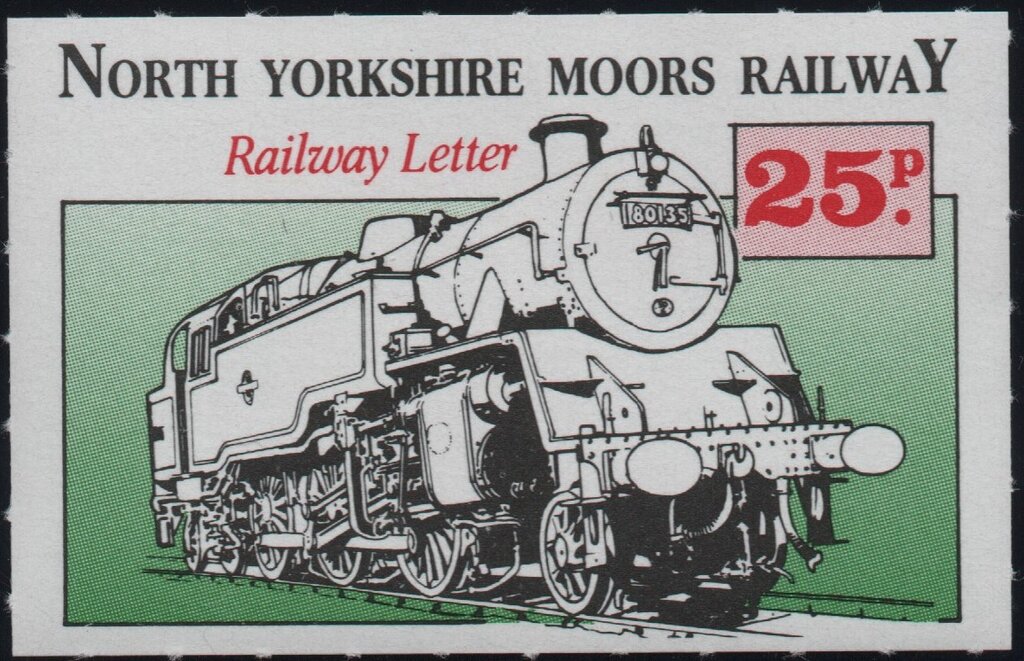 NORTH YORKSHIRE MOORS RAILWAY
Railway Letter
25p.
80135